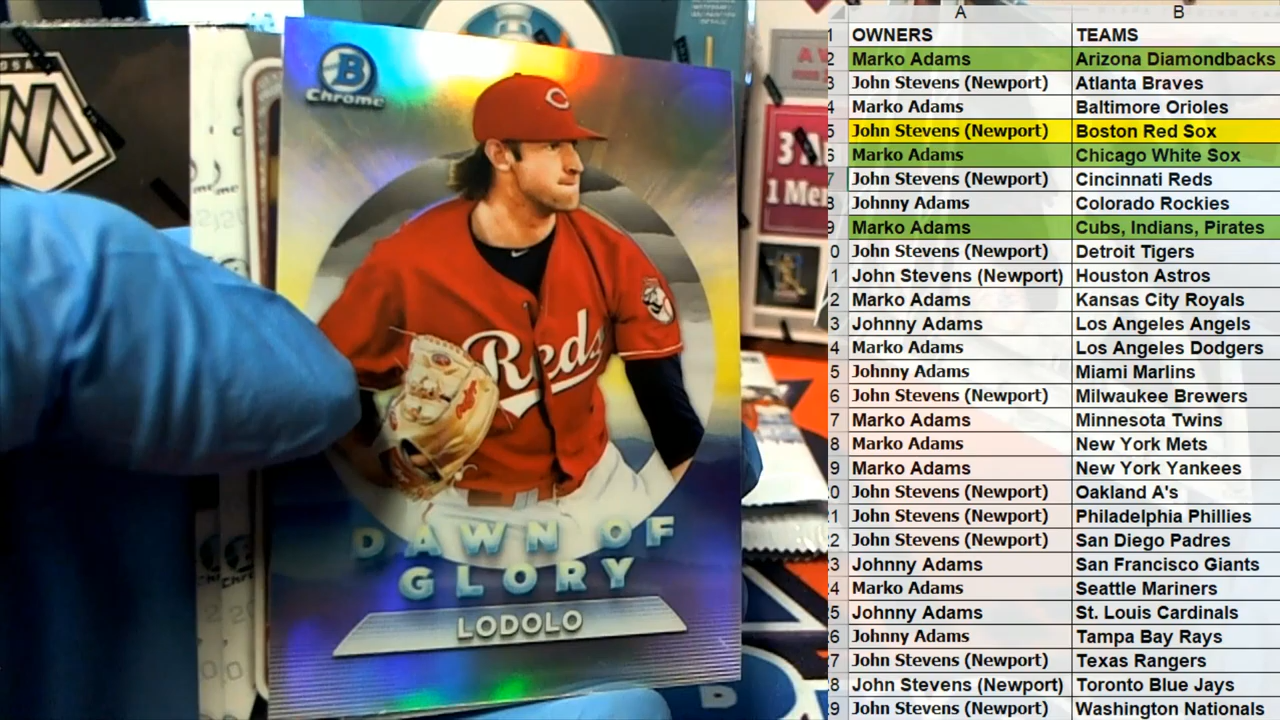 B
Chrome
C
Reds
DAWN OF
GLORY
LODOLO
1 Me
A B
1 OWNERS TEAMS
2 Marko Adams Arizona Diamondbacks
3 John Stevens (Newport) Atlanta Braves
4 Marko Adams Baltimore Orioles
5 John Stevens (Newport) Boston Red Sox
6 Marko Adams Chicago White Sox
7 John Stevens (Newport) Cincinnati Reds
8 Johnny Adams Colorado Rockies
9 Marko Adams Cubs, Indians, Pirates
0 John Stevens (Newport) Detroit Tigers
1 John Stevens (Newport) Houston Astros
2 Marko Adams Kansas City Royals
3 Johnny Adams Los Angeles Angels
4 Marko Adams Los Angeles Dodgers
5 Johnny Adams Miami Marlins
6 John Stevens (Newport) Milwaukee Brewers
7 Marko Adams Minnesota Twins
8 Marko Adams New York Mets
9 Marko Adams New York Yankees
0 John Stevens (Newport) Oakland A's
1 John Stevens (Newport) Philadelphia Phillies
2 John Stevens (Newport) San Diego Padres
3 Johnny Adams San Francisco Giants
4 Marko Adams Seattle Mariners
5 Johnny Adams St. Louis Cardinals
6 Johnny Adams Tampa Bay Rays
7 John Stevens (Newport) Texas Rangers
8 John Stevens (Newport) Toronto Blue Jays
9 John Stevens (Newport) Washington Nationals